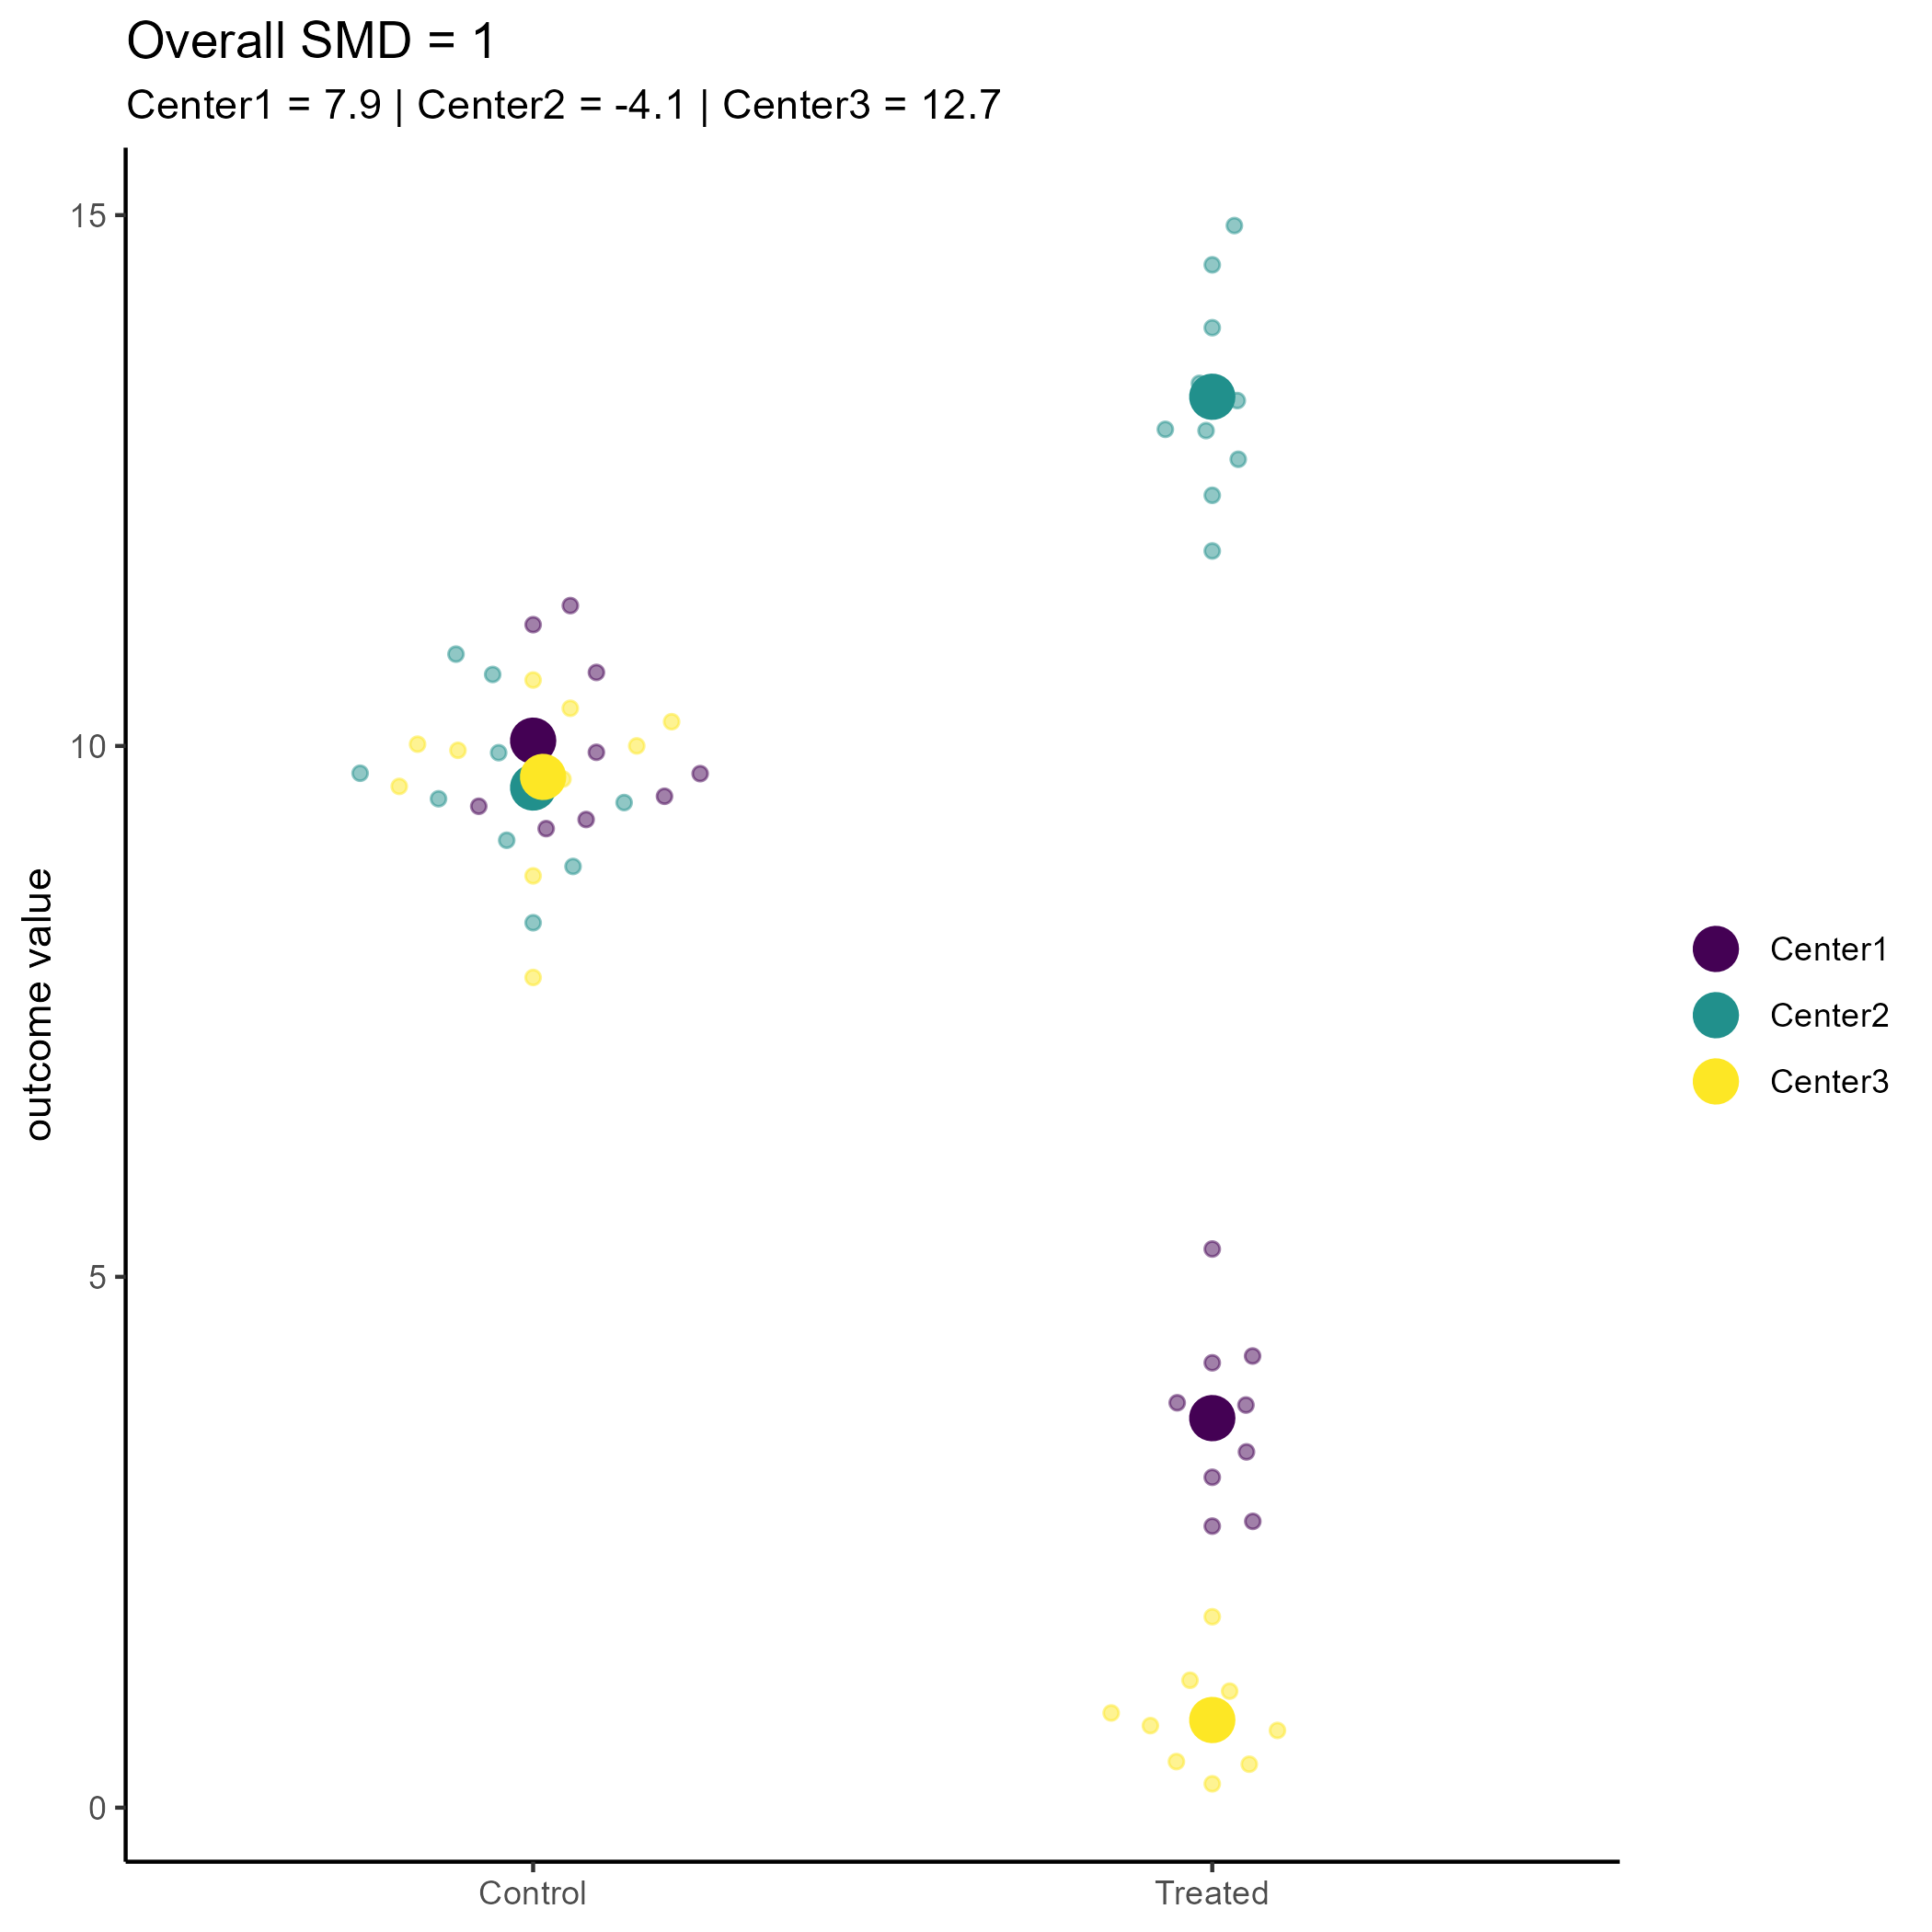 Overall SMD = 1
Center1 = 7.9 | Center2 = -4.1 | Center3 = 12.7
15
10
5
0
outcome value
Control
Treated
Center1
Center2
Center3